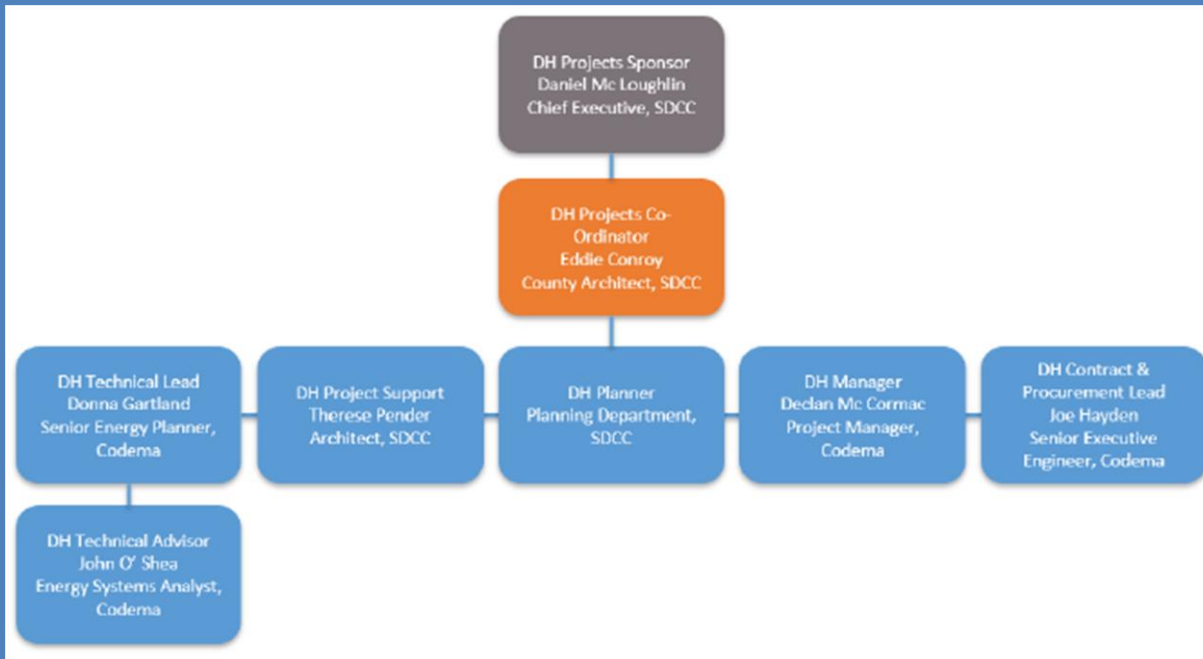 DH Projects Sponsor
Daniel Mc Loughlin
Chief Executive, SDCC
DH Projects Co-
Ordinator
Eddie Conroy
County Architect, SDCC
DH Technical Lead
Donna Gartland
Senior Energy Planner,
Codema
DH Project Support
Therese Pender
Architect, SDCC
DH Planner
Planning Department,
SDCC
DH Manager
Declan Mc Cormac
Project Manager,
Codema
DH Contract &
Procurement Lead
Joe Hayden
Senior Executive
Engineer, Codema
DH Technical Advisor
John O' Shea
Energy Systems Analyst,
Codema